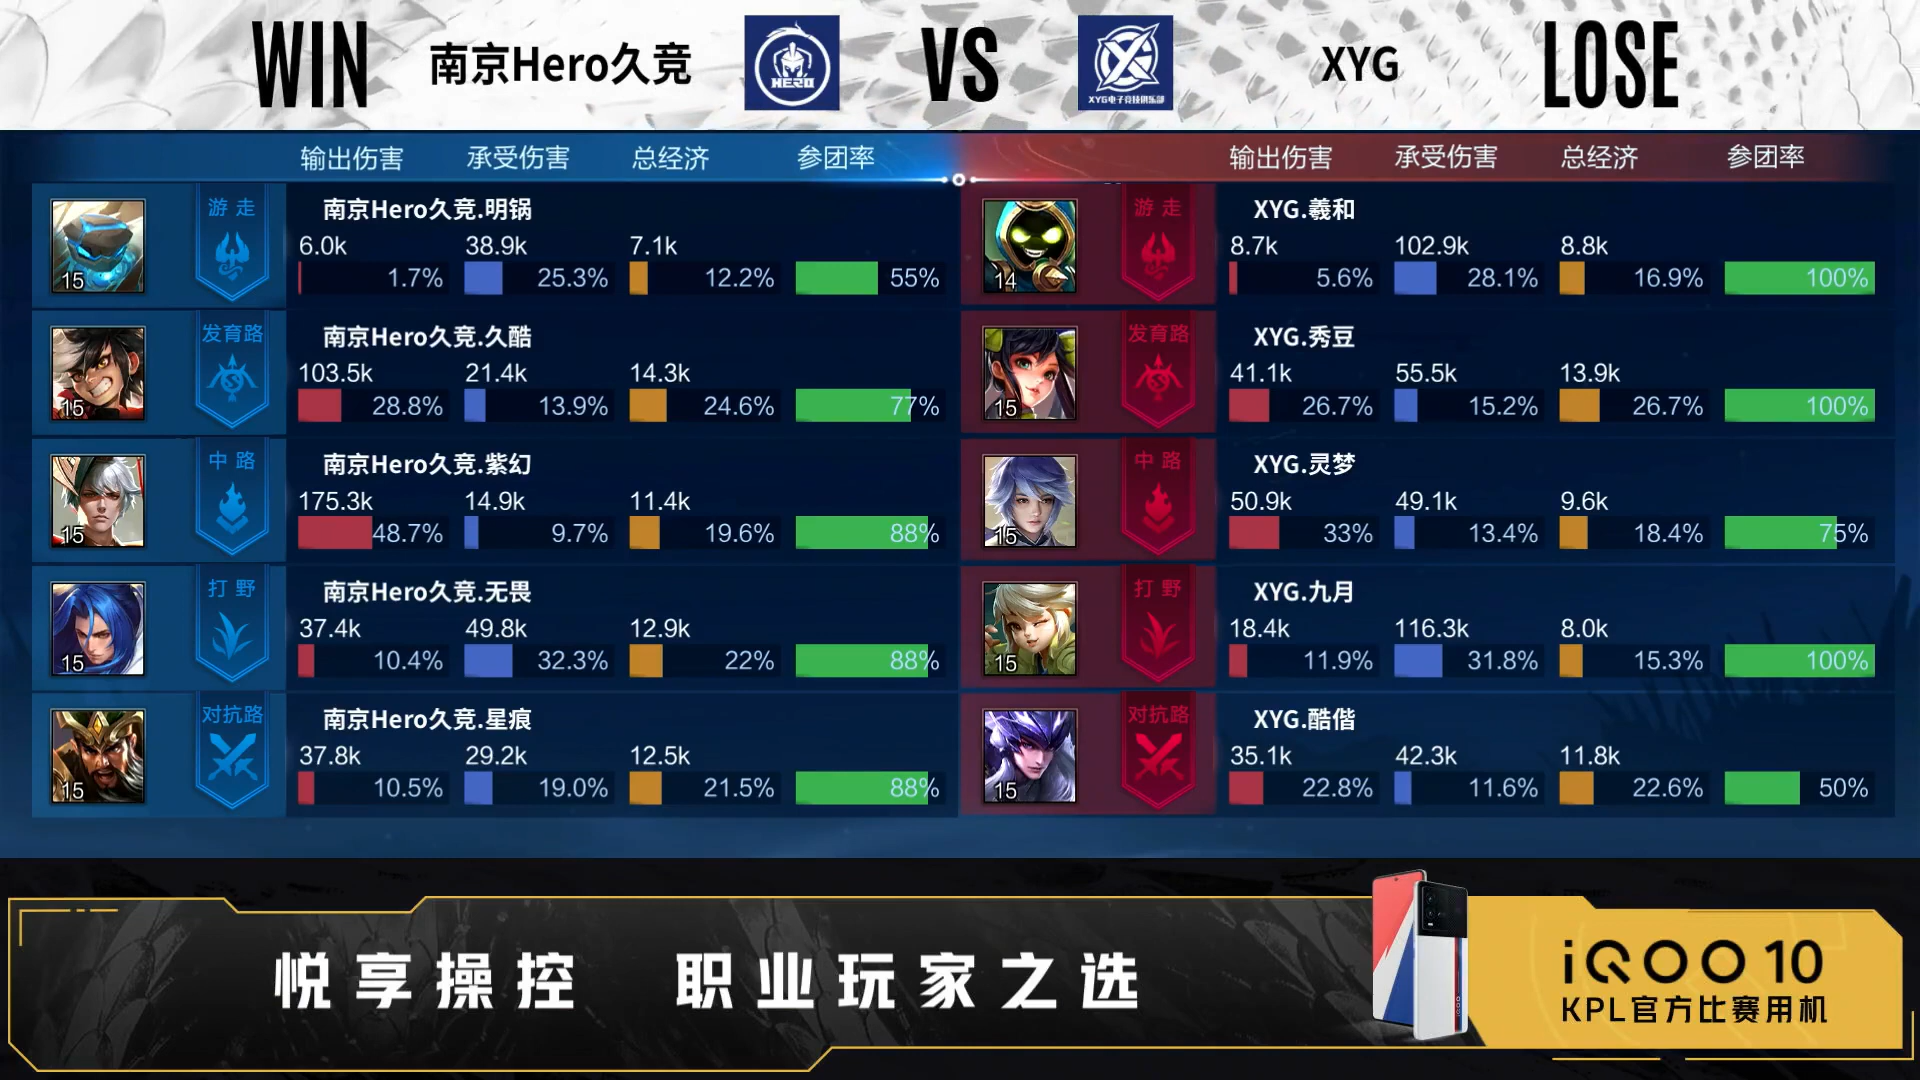 WIN 南京Hero久竞 HERO VS XYG电子竞技俱乐部 XYG LOSE
输出伤害 承受伤害 总经济 参团率 输出伤害 承受伤害 总经济 参团率
15 游走 南京Hero久竞.明锅
6.0k 38.9k 7.1k
1.7% 25.3% 12.2% 55%
14 游走 XYG.羲和
8.7k 102.9k 8.8k
5.6% 28.1% 16.9% 100%
15 发育路 南京Hero久竞.久酷
103.5k 21.4k 14.3k
28.8% 13.9% 24.6% 77%
15 发育路 XYG.秀豆
41.1k 55.5k 13.9k
26.7% 15.2% 26.7% 100%
15 中路 南京Hero久竞.紫幻
175.3k 14.9k 11.4k
48.7% 9.7% 19.6% 88%
15 中路 XYG.灵梦
50.9k 49.1k 9.6k
33% 13.4% 18.4% 75%
15 打野 南京Hero久竞.无畏
37.4k 49.8k 12.9k
10.4% 32.3% 22% 88%
15 打野 XYG.九月
18.4k 116.3k 8.0k
11.9% 31.8% 15.3% 100%
15 对抗路 南京Hero久竞.星痕
37.8k 29.2k 12.5k
10.5% 19.0% 21.5% 88%
15 对抗路 XYG.酷偕
35.1k 42.3k 11.8k
22.8% 11.6% 22.6% 50%
悦享操控 职业玩家之选
iQOO 10
KPL官方比赛用机